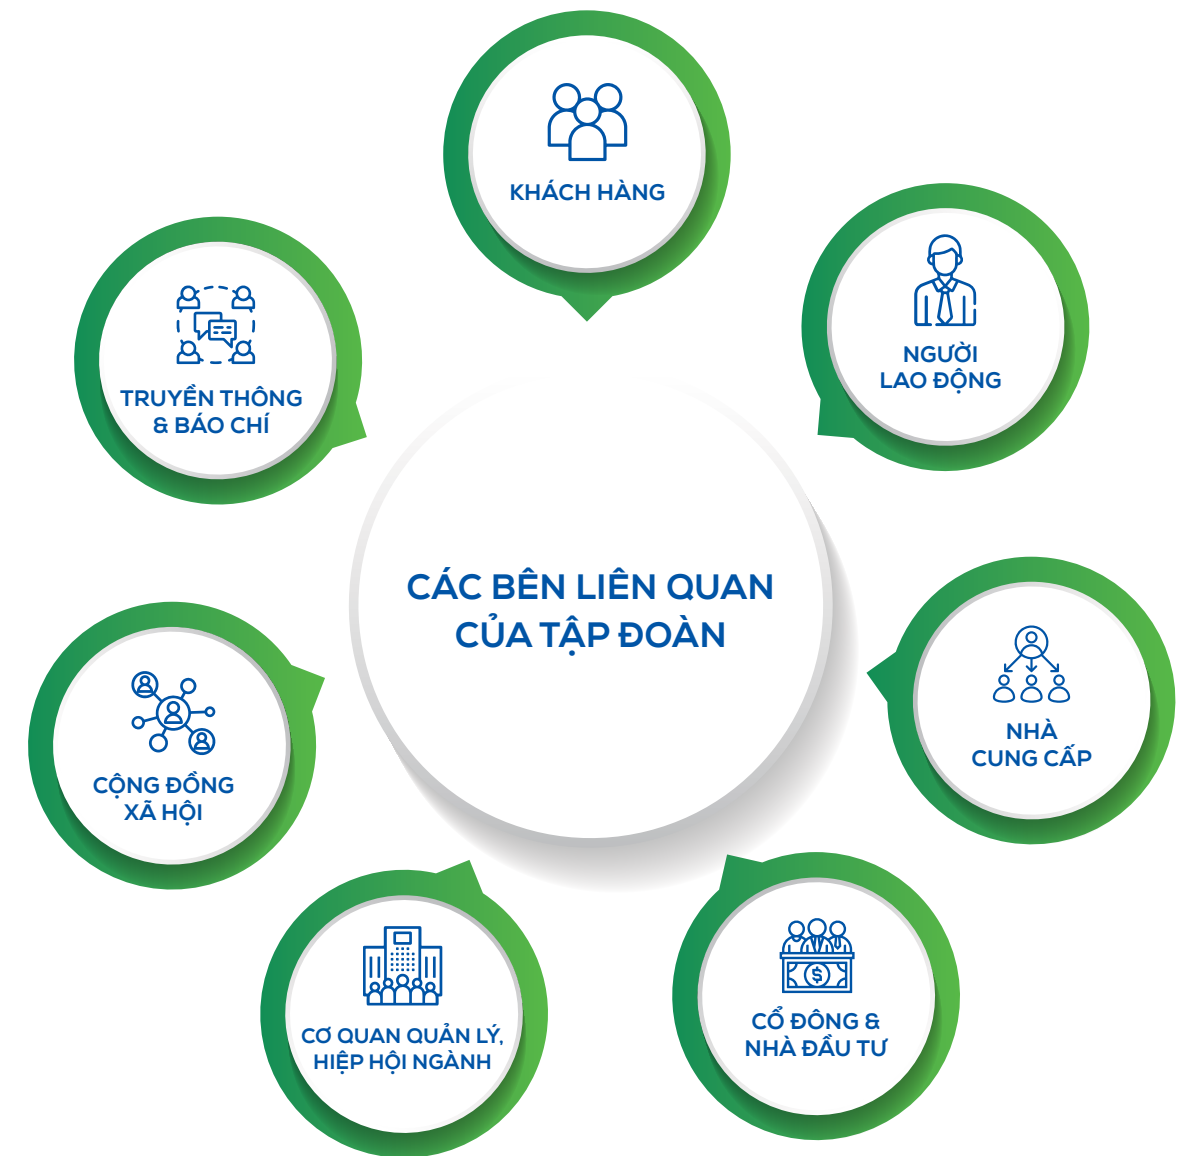 KHÁCH HÀNG
NGƯỜI
LAO ĐỘNG
TRUYỀN THÔNG
& BÁO CHÍ
CÁC BÊN LIÊN QUAN
CỦA TẬP ĐOÀN
NHÀ
CUNG CẤP
CỘNG ĐỒNG
XÃ HỘI
CỔ ĐÔNG &
NHÀ ĐẦU TƯ
CƠ QUAN QUẢN LÝ,
HIỆP HỘI NGÀNH